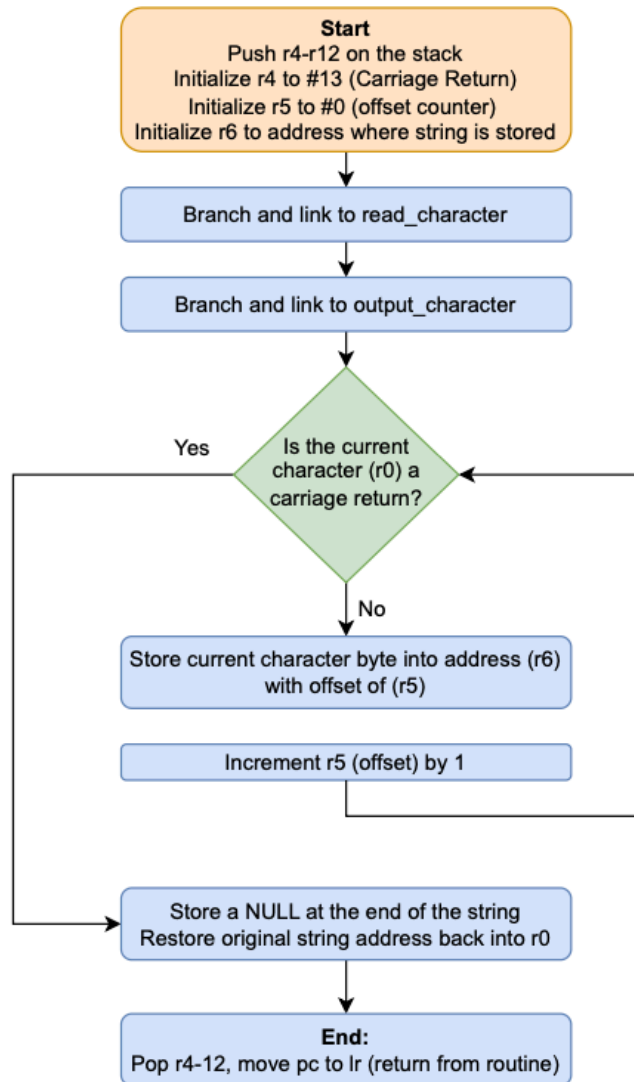 Start
Push r4-r12 on the stack
Initialize r4 to #13 (Carriage Return)
Initialize r5 to #0 (offset counter)
Initialize r6 to address where string is stored
Branch and link to read_character
Branch and link to output_character
Is the current
character (r0) a
carriage return?
Yes
No
Store current character byte into address (r6)
with offset of (r5)
Increment r5 (offset) by 1
Store a NULL at the end of the string
Restore original string address back into r0
End:
Pop r4-12, move pc to lr (return from routine)